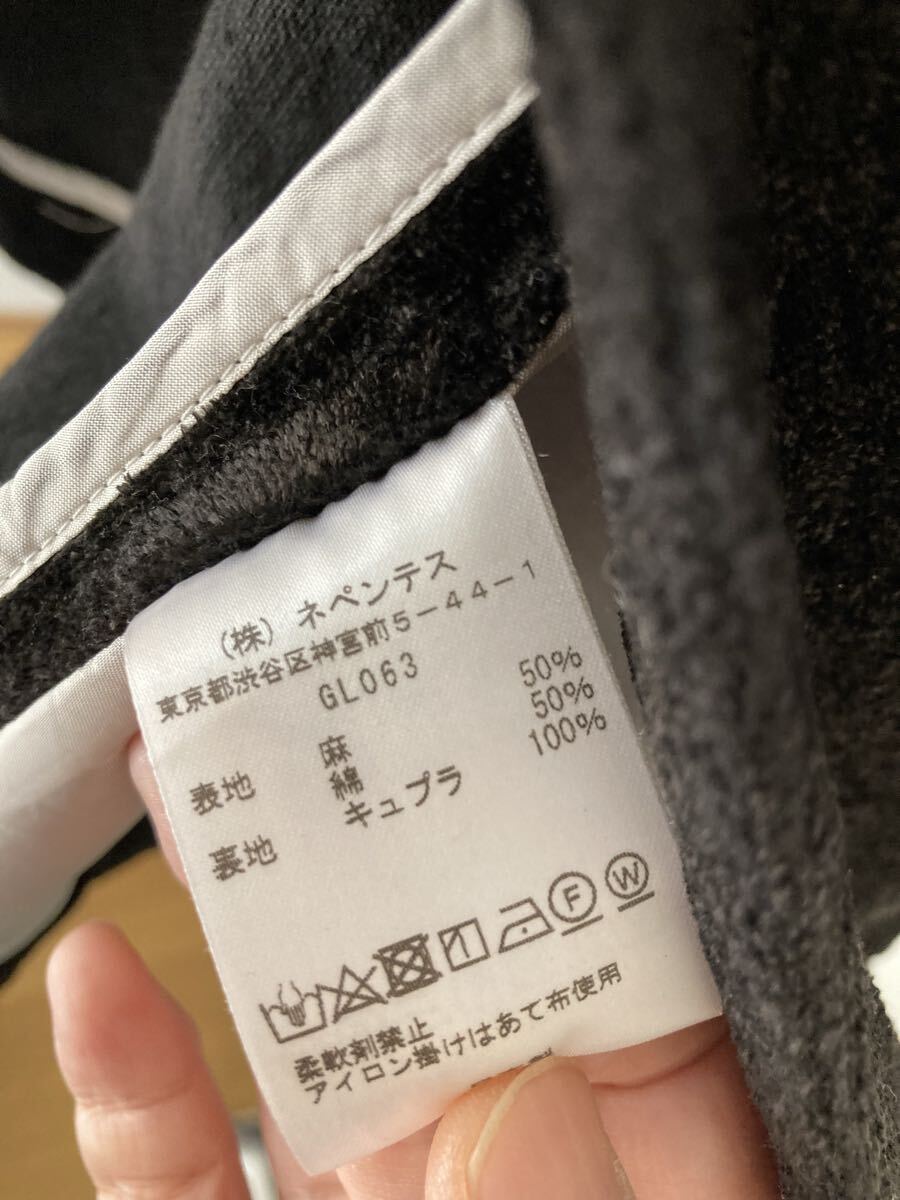 (株) ネペンテス
東京都渋谷区神宮前5-44-1
GL063
表地 麻 50%
綿 50%
裏地 キュプラ 100%
F W
柔軟剤禁止
アイロン掛けはあて布使用